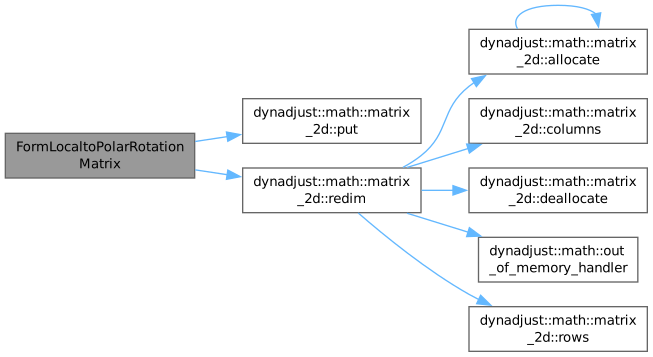 FormLocaltoPolarRotation
Matrix
dynadjust::math::matrix
_2d::put
dynadjust::math::matrix
_2d::redim
dynadjust::math::matrix
_2d::allocate
dynadjust::math::matrix
_2d::columns
dynadjust::math::matrix
_2d::deallocate
dynadjust::math::out
_of_memory_handler
dynadjust::math::matrix
_2d::rows